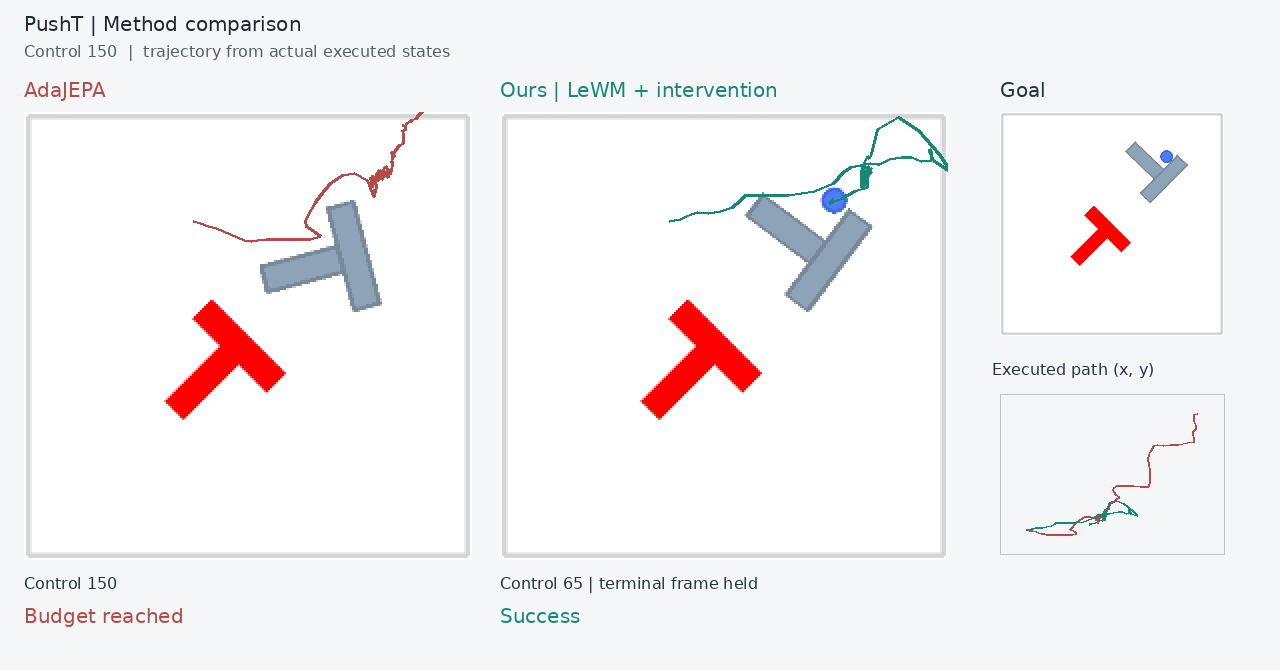 PushT | Method comparison
Control 150 | trajectory from actual executed states
AdaJEPA
Ours | LeWM + intervention
Goal
Executed path (x, y)
Control 150
Control 65 | terminal frame held
Budget reached
Success